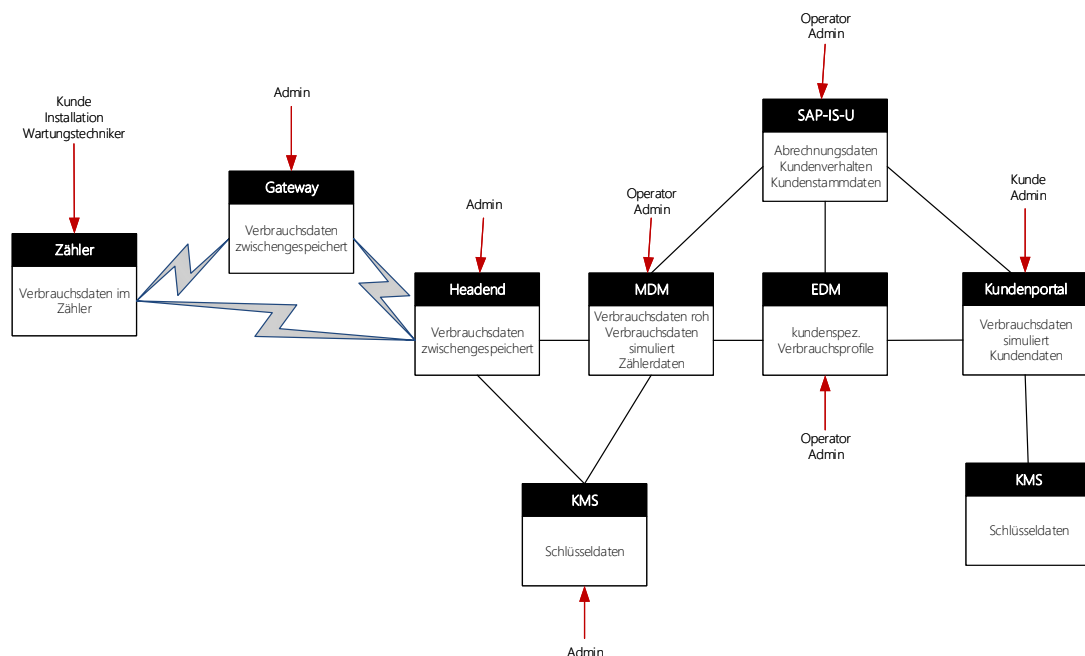 Operator
Admin
SAP-IS-U
Abrechnungsdaten
Kundenverhalten
Kundenstammdaten
Kunde
Installation
Wartungstechniker
Admin
Gateway
Verbrauchsdaten
zwischengespeichert
Zähler
Verbrauchsdaten im
Zähler
Admin
Headend
Verbrauchsdaten
zwischengespeichert
Operator
Admin
MDM
Verbrauchsdaten roh
Verbrauchsdaten
simuliert
Zählerdaten
EDM
kundenspez.
Verbrauchsprofile
Operator
Admin
Kunde
Admin
Kundenportal
Verbrauchsdaten
simuliert
Kundendaten
KMS
Schlüsseldaten
Admin
KMS
Schlüsseldaten